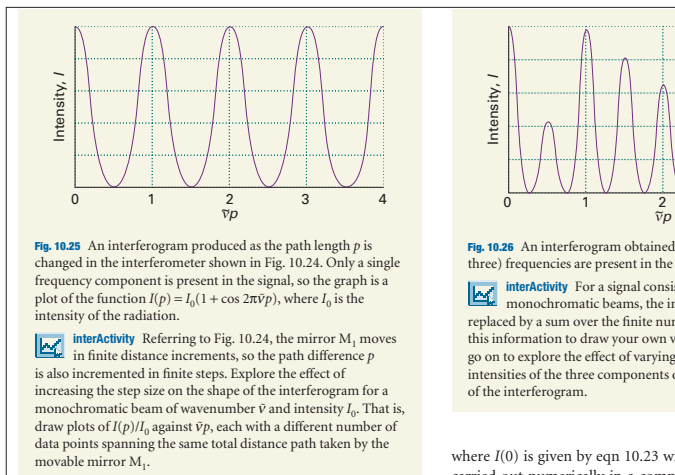 Intensity, I
0 1 2 3 4
ν̃p
Fig. 10.25 An interferogram produced as the path length p is
changed in the interferometer shown in Fig. 10.24. Only a single
frequency component is present in the signal, so the graph is a
plot of the function I(p) = I₀(1 + cos 2πν̃p), where I₀ is the
intensity of the radiation.
interActivity Referring to Fig. 10.24, the mirror M₁ moves
in finite distance increments, so the path difference p
is also incremented in finite steps. Explore the effect of
increasing the step size on the shape of the interferogram for a
monochromatic beam of wavenumber ν̃ and intensity I₀. That is,
draw plots of I(p)/I₀ against ν̃p, each with a different number of
data points spanning the same total distance path taken by the
movable mirror M₁.
Intensity, I
0 1 2
ν̃p
Fig. 10.26 An interferogram obtained
three) frequencies are present in the
interActivity For a signal consis
monochromatic beams, the in
replaced by a sum over the finite nu
this information to draw your own v
go on to explore the effect of varying
intensities of the three components
of the interferogram.
where I(0) is given by eqn 10.23 wi